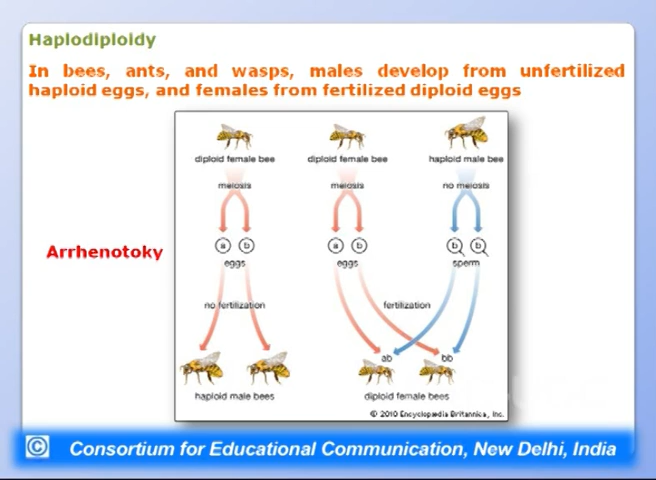 Haplodiploidy
In bees, ants, and wasps, males develop from unfertilized
haploid eggs, and females from fertilized diploid eggs
diploid female bee diploid female bee haploid male bee
meiosis meiosis no meiosis
a b a b b b
Arrhenotoky
eggs eggs sperm
no fertilization fertilization
ab bb
haploid male bees diploid female bees
© 2010 Encyclopædia Britannica, Inc.
© Consortium for Educational Communication, New Delhi, India